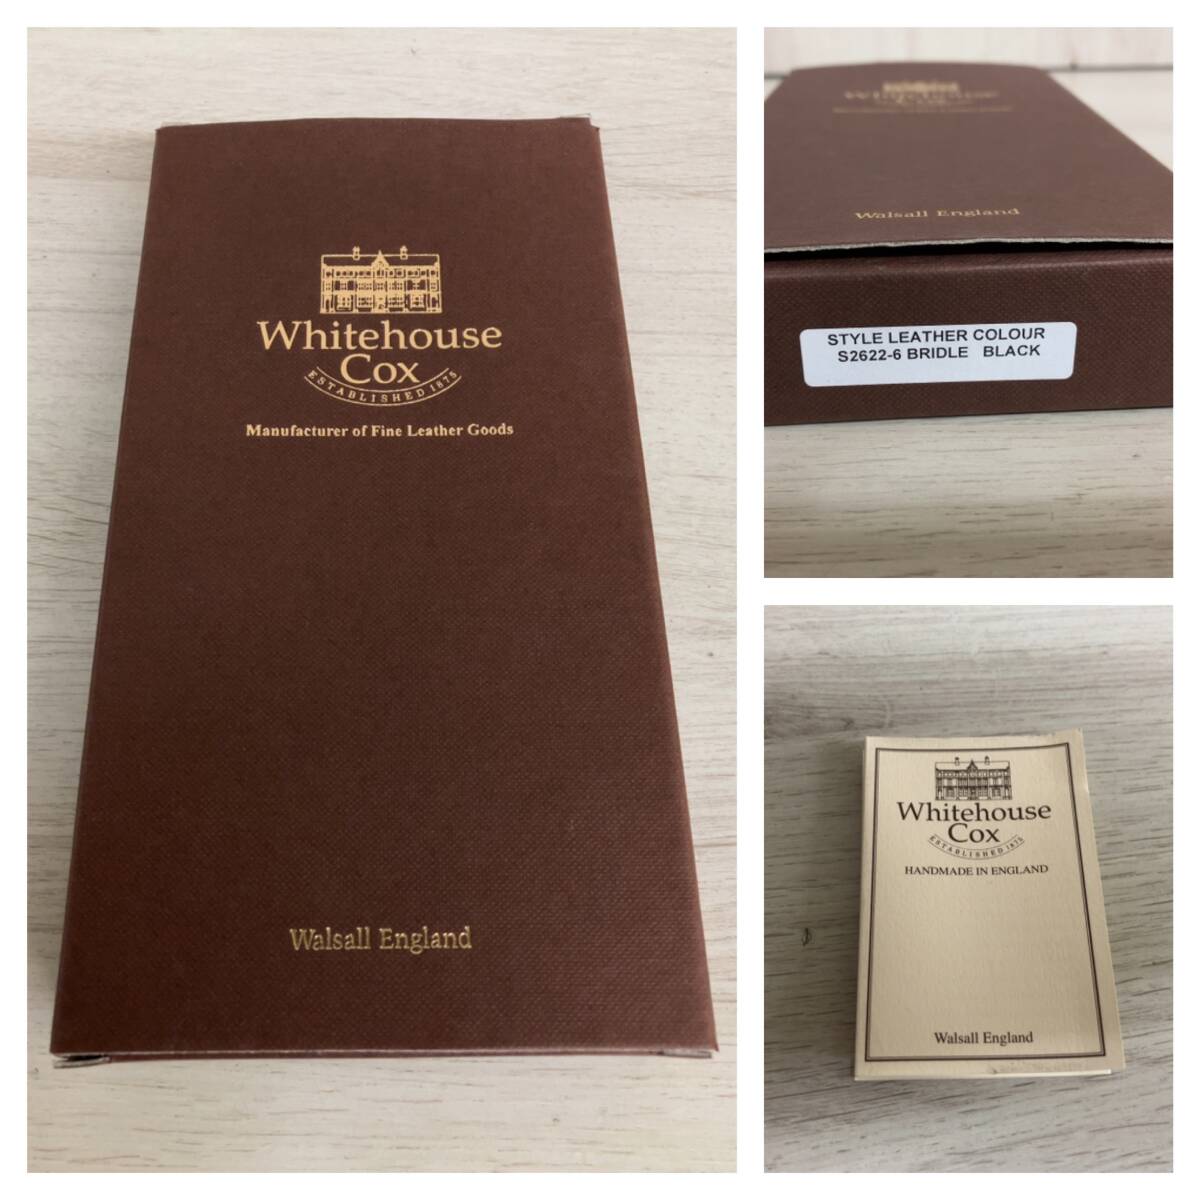 Whitehouse
Cox
ESTABLISHED 1875
Manufacturer of Fine Leather Goods
Walsall England
Whitehouse
Walsall England
STYLE LEATHER COLOUR
S2622-6 BRIDLE BLACK
Whitehouse
Cox
ESTABLISHED 1875
HANDMADE IN ENGLAND
Walsall England